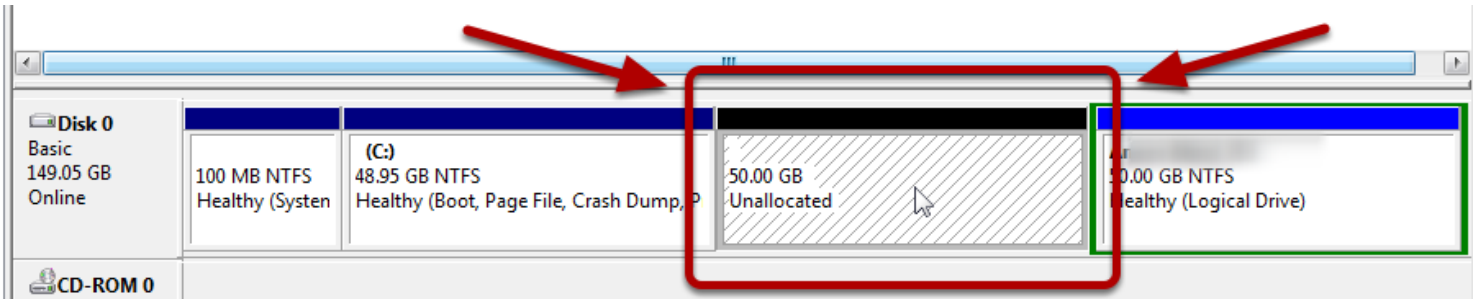 Disk 0
Basic
149.05 GB
Online
100 MB NTFS
Healthy (Systen
(C:)
48.95 GB NTFS
Healthy (Boot, Page File, Crash Dump, P
50.00 GB
Unallocated
50.00 GB NTFS
Healthy (Logical Drive)
CD-ROM 0